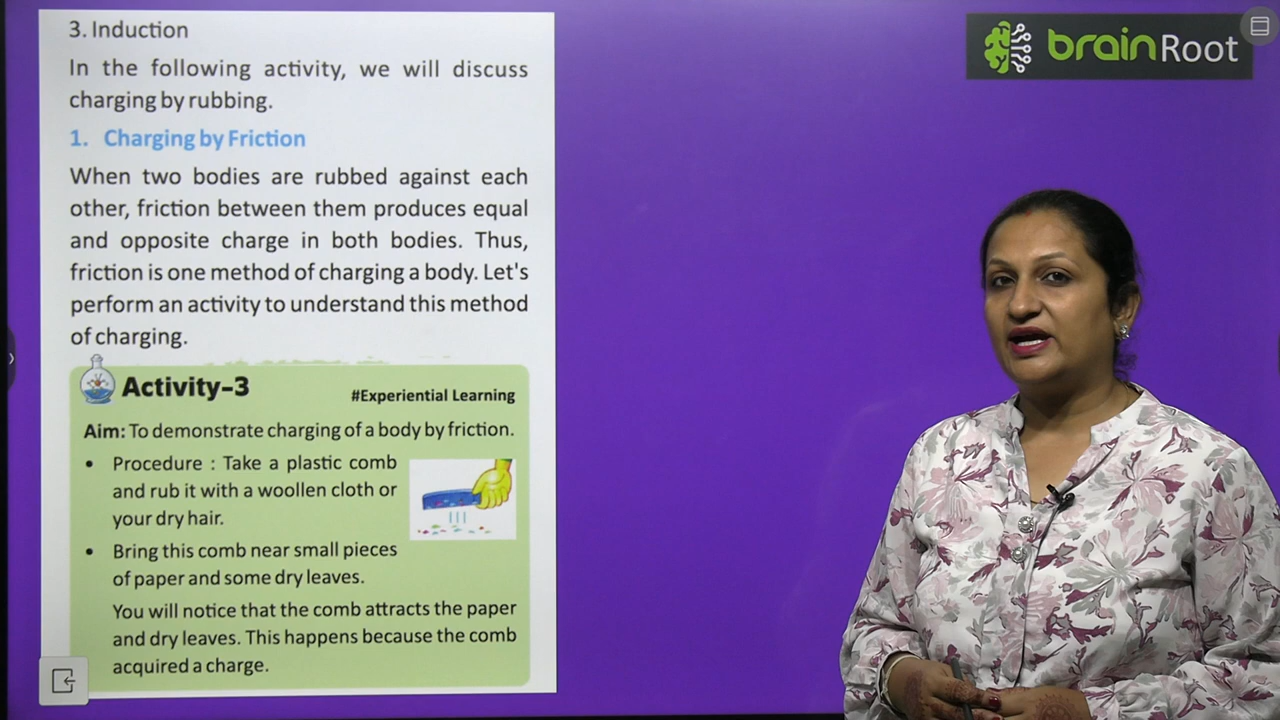 3. Induction
In the following activity, we will discuss
charging by rubbing.
1. Charging by Friction
When two bodies are rubbed against each
other, friction between them produces equal
and opposite charge in both bodies. Thus,
friction is one method of charging a body. Let's
perform an activity to understand this method
of charging.
Activity-3
#Experiential Learning
Aim: To demonstrate charging of a body by friction.
• Procedure : Take a plastic comb
and rub it with a woollen cloth or
your dry hair.
• Bring this comb near small pieces
of paper and some dry leaves.
You will notice that the comb attracts the paper
and dry leaves. This happens because the comb
acquired a charge.
brainRoot